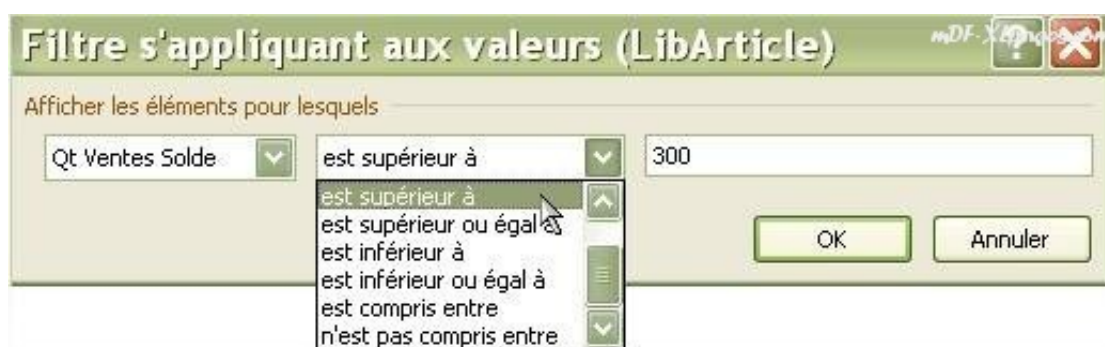 Filtre s'appliquant aux valeurs (LibArticle)
Afficher les éléments pour lesquels
Qt Ventes Solde
est supérieur à
300
est supérieur à
est supérieur ou égal à
est inférieur à
est inférieur ou égal à
est compris entre
n'est pas compris entre
OK
Annuler